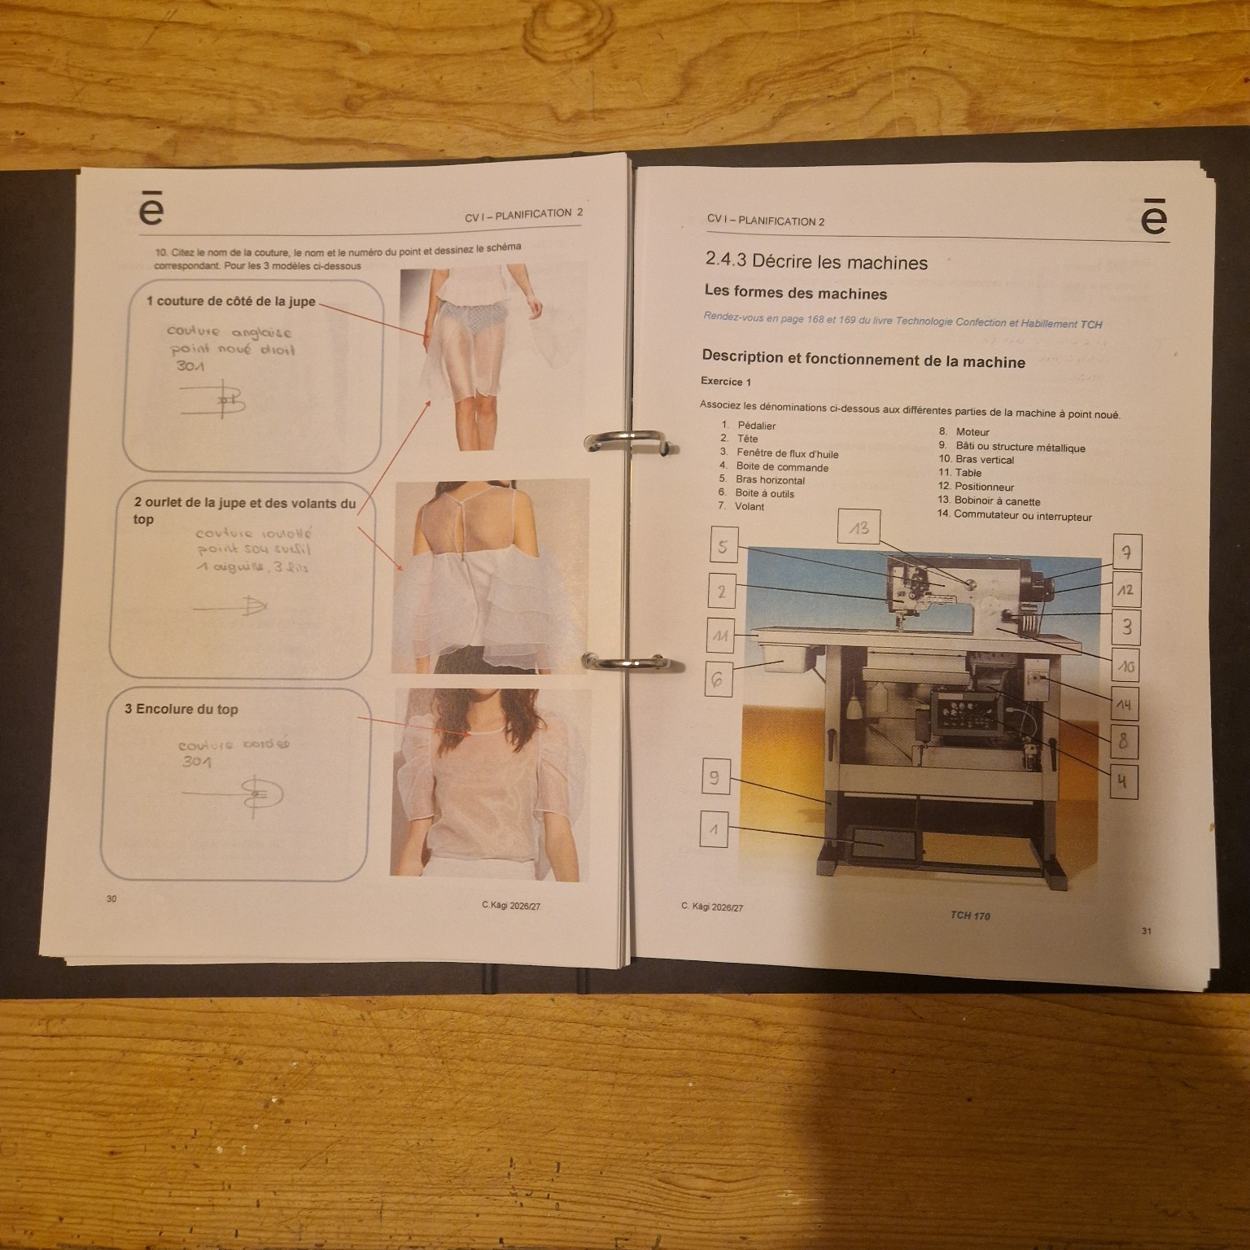 ē
CV I – PLANIFICATION 2
10. Citez le nom de la couture, le nom et le numéro du point et dessinez le schéma
correspondant. Pour les 3 modèles ci-dessous
1 couture de côté de la jupe
couture anglaise
point noué droit
301
2 ourlet de la jupe et des volants du
top
couture roulotté
point 504 surfil
1 aiguille, 3 fils
3 Encolure du top
couture bordée
301
30
C.Kägi 2026/27
CV I – PLANIFICATION 2
ē
2.4.3 Décrire les machines
Les formes des machines
Rendez-vous en page 168 et 169 du livre Technologie Confection et Habillement TCH
Description et fonctionnement de la machine
Exercice 1
Associez les dénominations ci-dessous aux différentes parties de la machine à point noué.
1. Pédalier
2. Tête
3. Fenêtre de flux d'huile
4. Boite de commande
5. Bras horizontal
6. Boite à outils
7. Volant
8. Moteur
9. Bâti ou structure métallique
10. Bras vertical
11. Table
12. Positionneur
13. Bobinoir à canette
14. Commutateur ou interrupteur
13
5
2
11
6
9
1
7
12
3
10
14
8
4
C. Kägi 2026/27
TCH 170
31